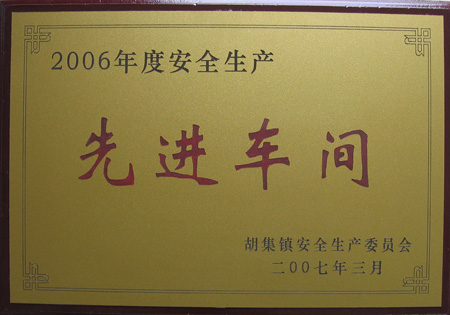 2006年度安全生产
先进车间
胡集镇安全生产委员会
二00七年三月